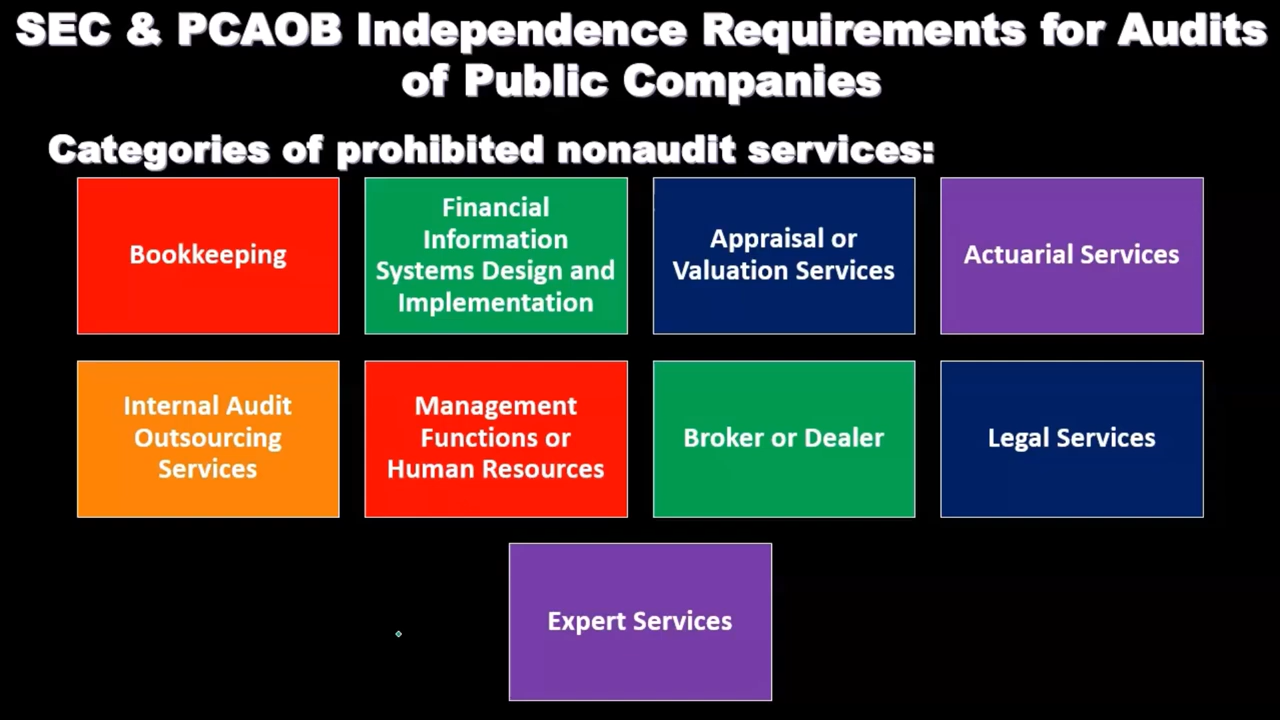 SEC & PCAOB Independence Requirements for Audits
of Public Companies
Categories of prohibited nonaudit services:
Bookkeeping
Financial
Information
Systems Design and
Implementation
Appraisal or
Valuation Services
Actuarial Services
Internal Audit
Outsourcing
Services
Management
Functions or
Human Resources
Broker or Dealer
Legal Services
Expert Services